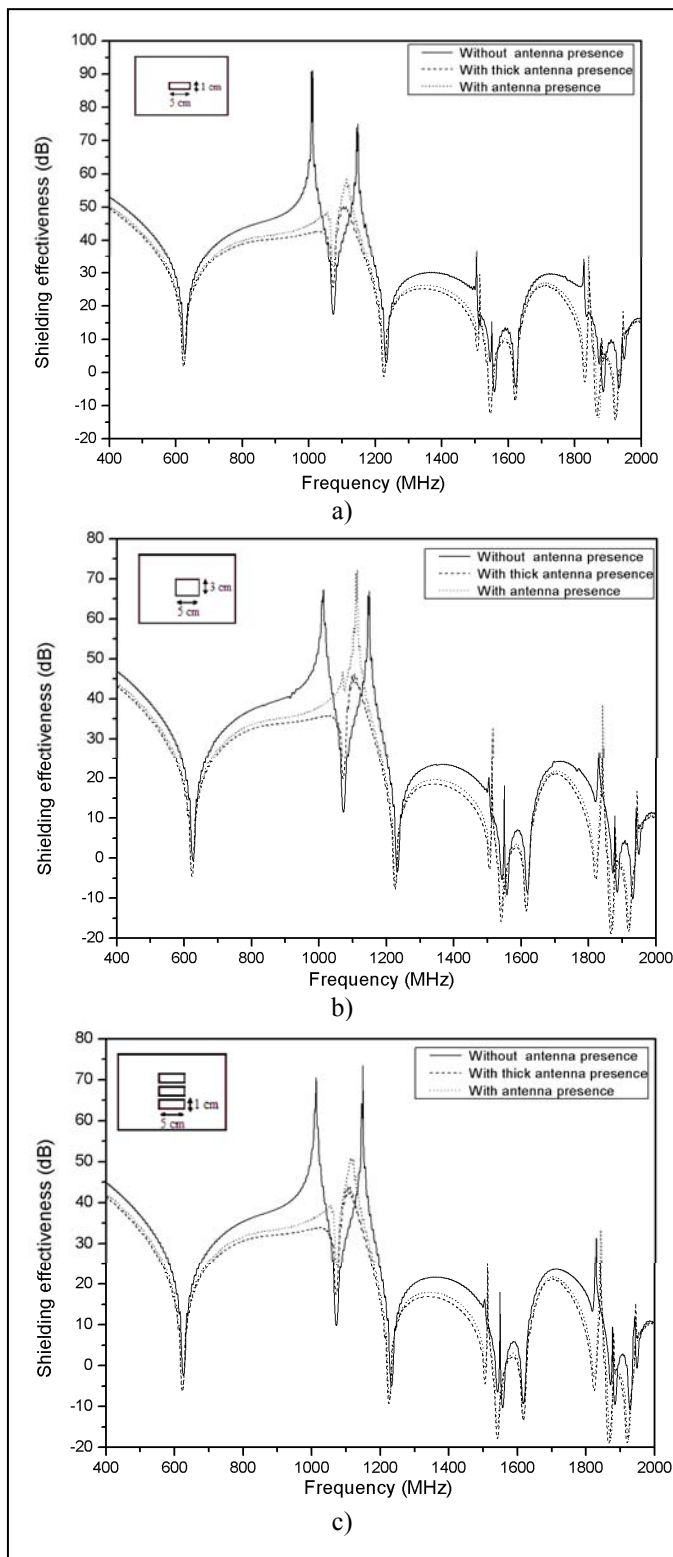 Without antenna presence
With thick antenna presence
With antenna presence
1 cm
5 cm
100
90
80
70
60
50
40
30
20
10
0
-10
-20
Shielding effectiveness (dB)
400 600 800 1000 1200 1400 1600 1800 2000
Frequency (MHz)
a)
Without antenna presence
With thick antenna presence
With antenna presence
3 cm
5 cm
80
70
60
50
40
30
20
10
0
-10
-20
Shielding effectiveness (dB)
400 600 800 1000 1200 1400 1600 1800 2000
Frequency (MHz)
b)
Without antenna presence
With thick antenna presence
With antenna presence
1 cm
5 cm
80
70
60
50
40
30
20
10
0
-10
-20
Shielding effectiveness (dB)
400 600 800 1000 1200 1400 1600 1800 2000
Frequency (MHz)
c)